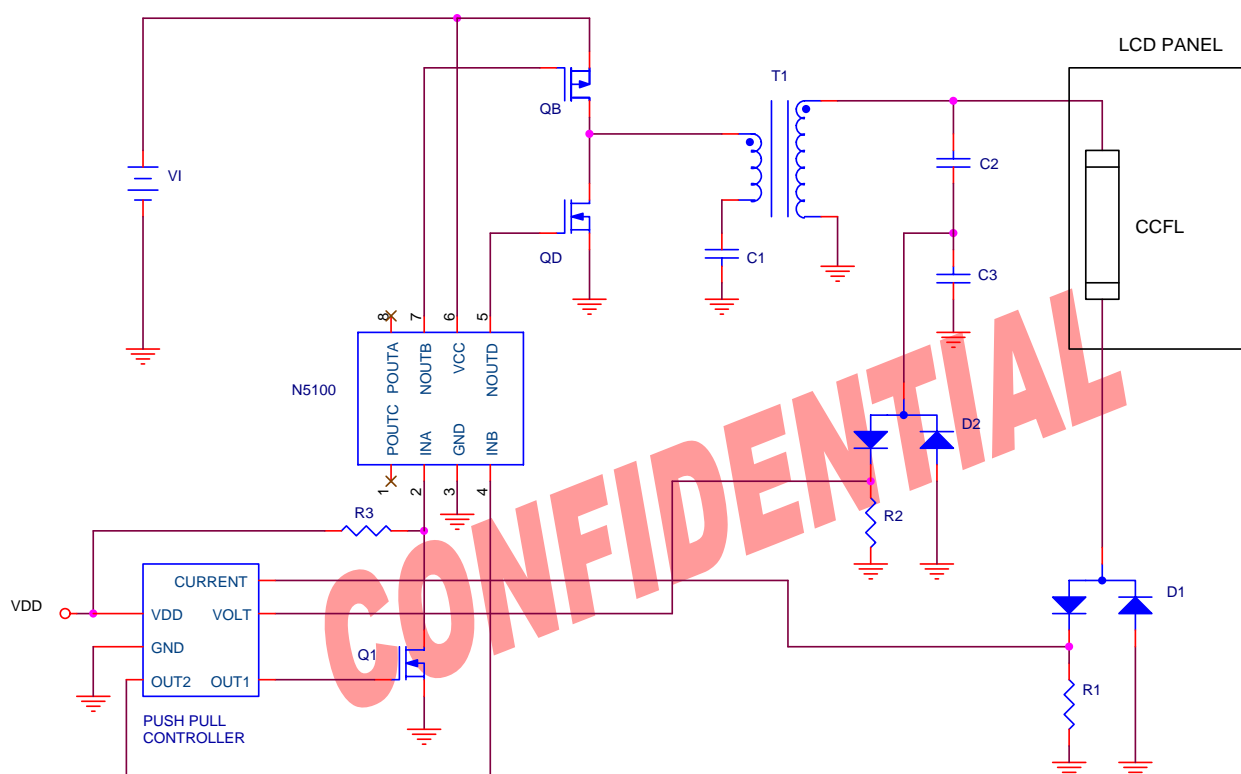 LCD PANEL
T1
QB
VI
C2
CCFL
QD
C1
C3
8 7 6 5
POUTA NOUTB VCC NOUTD
N5100
POUTC INA GND INB
1 2 3 4
D2
R3
R2
CONFIDENTIAL
CURRENT
VDD
VDD VOLT
D1
GND
Q1
OUT2 OUT1
R1
PUSH PULL
CONTROLLER